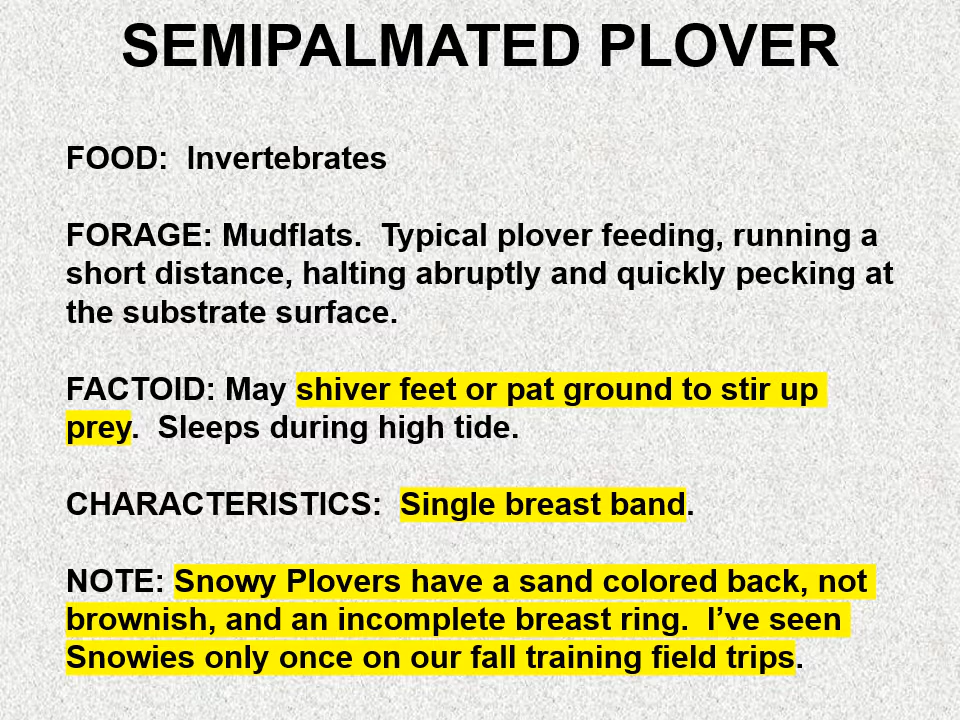 SEMIPALMATED PLOVER
FOOD:  Invertebrates
FORAGE: Mudflats.  Typical plover feeding, running a
short distance, halting abruptly and quickly pecking at
the substrate surface.
FACTOID: May shiver feet or pat ground to stir up
prey.  Sleeps during high tide.
CHARACTERISTICS:  Single breast band.
NOTE: Snowy Plovers have a sand colored back, not
brownish, and an incomplete breast ring.  I’ve seen
Snowies only once on our fall training field trips.